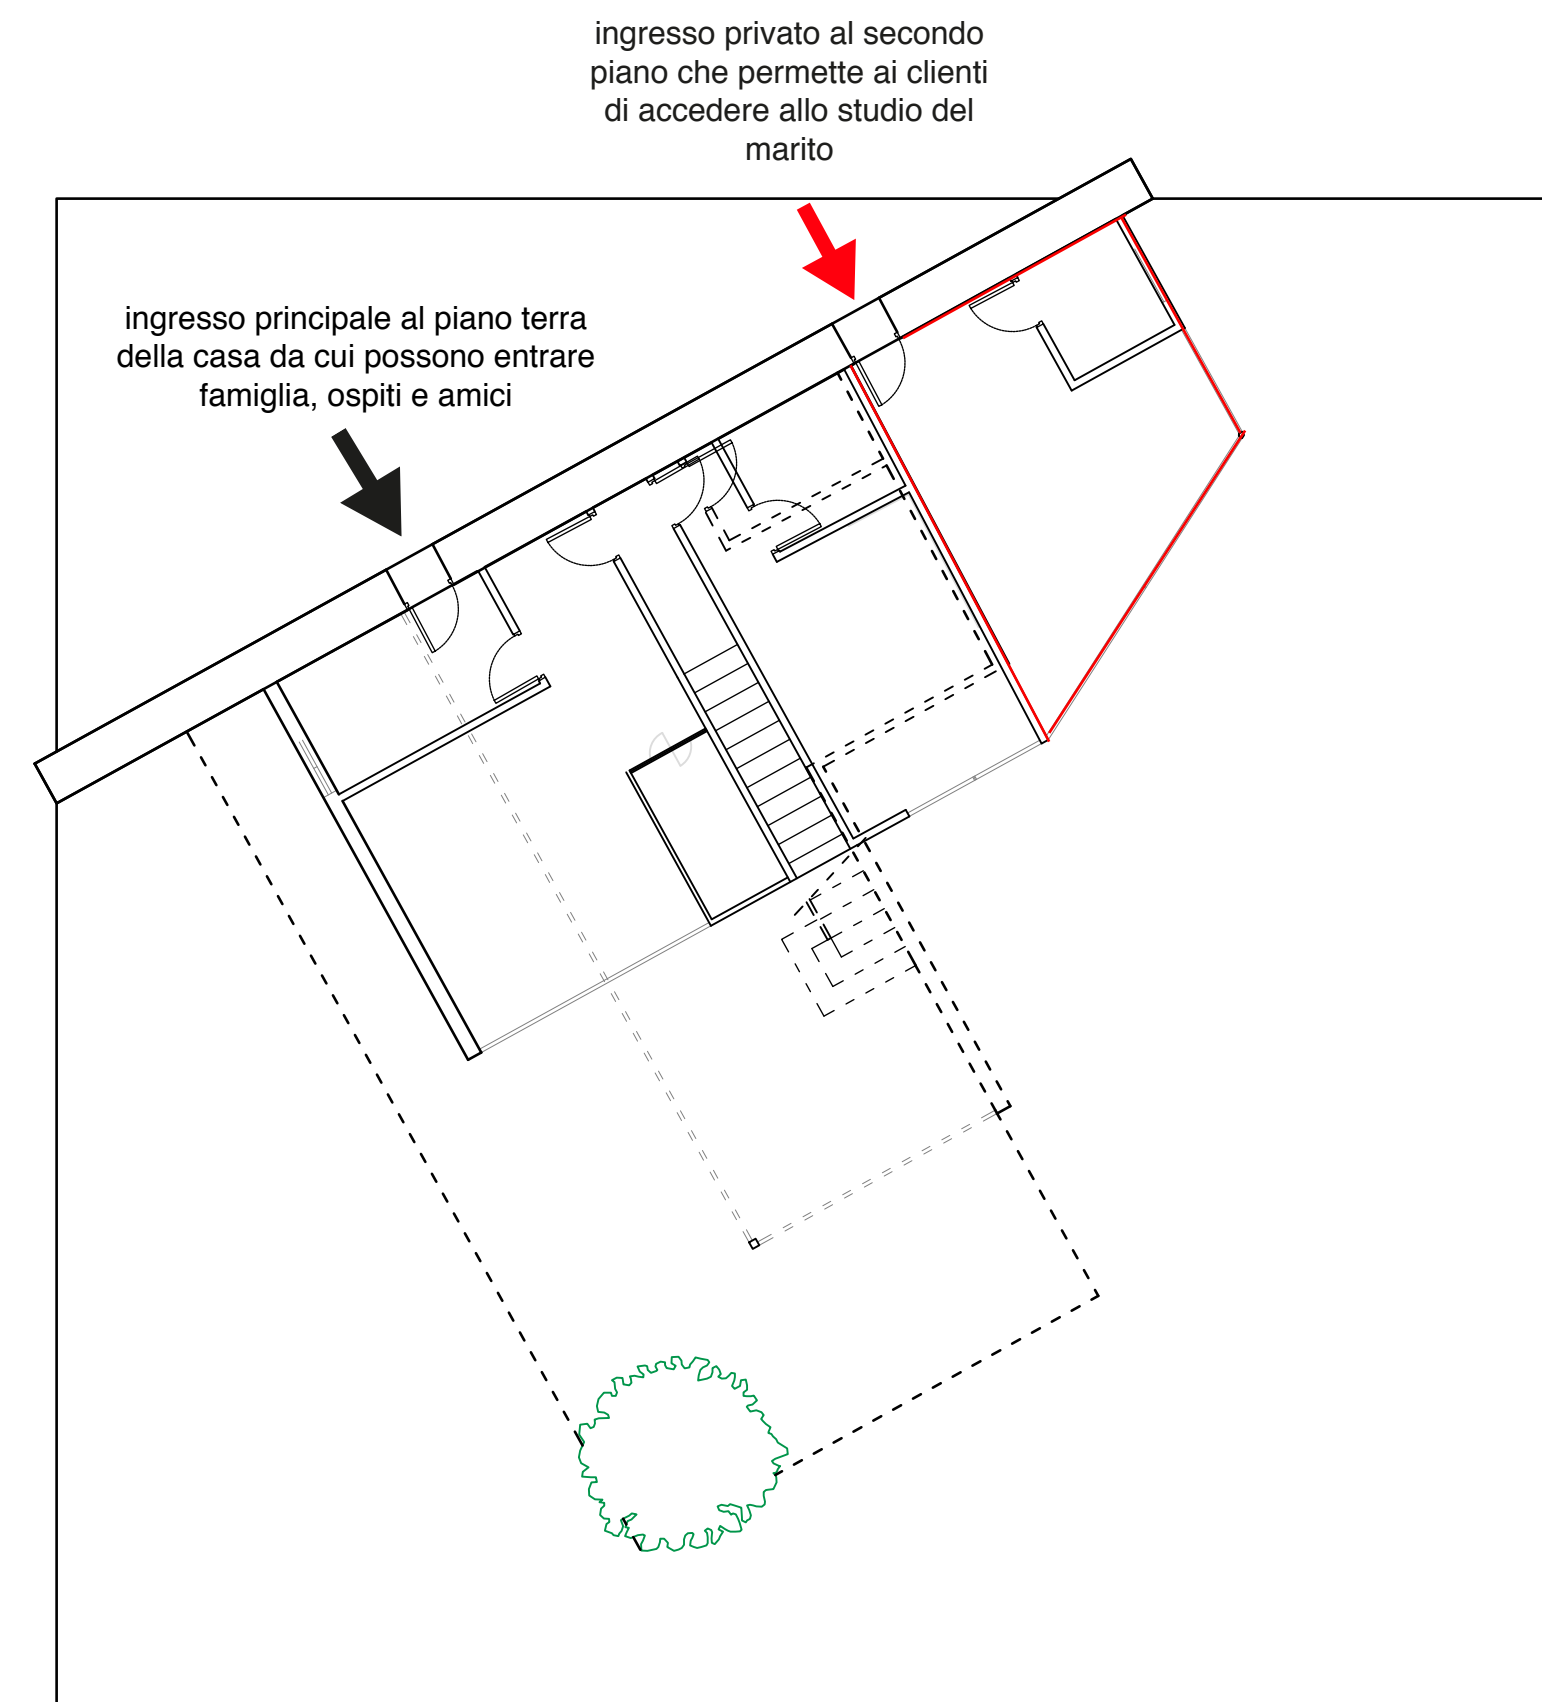 ingresso privato al secondo
piano che permette ai clienti
di accedere allo studio del
marito
ingresso principale al piano terra
della casa da cui possono entrare
famiglia, ospiti e amici